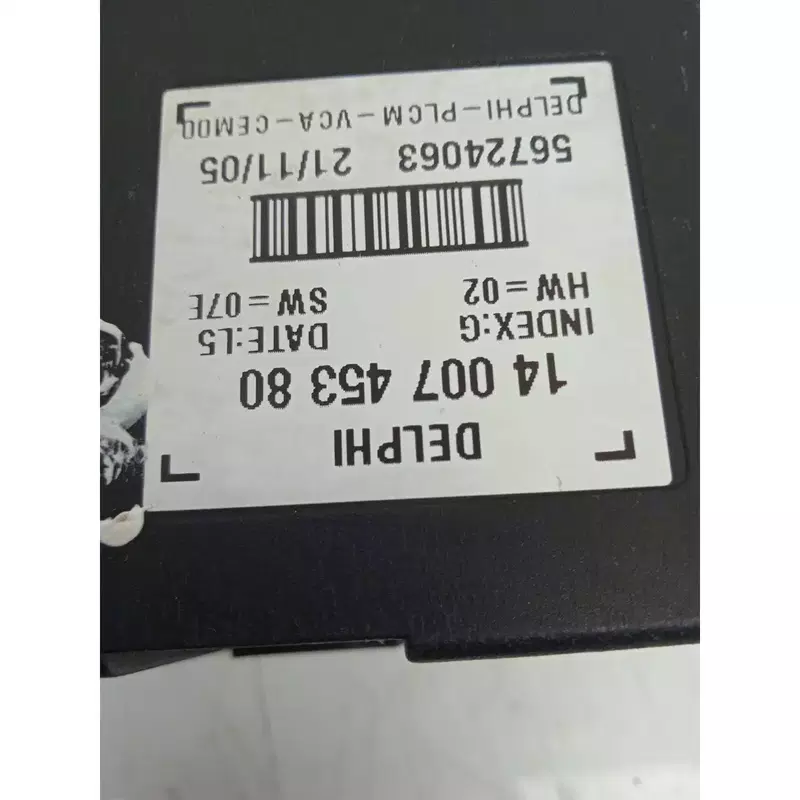 DELPHI
14 007 453 80
INDEX:G DATE:L5
HW=02 SW=07E
56724063 21/11/05
DELPHI-PLCM-VCA-CEM00